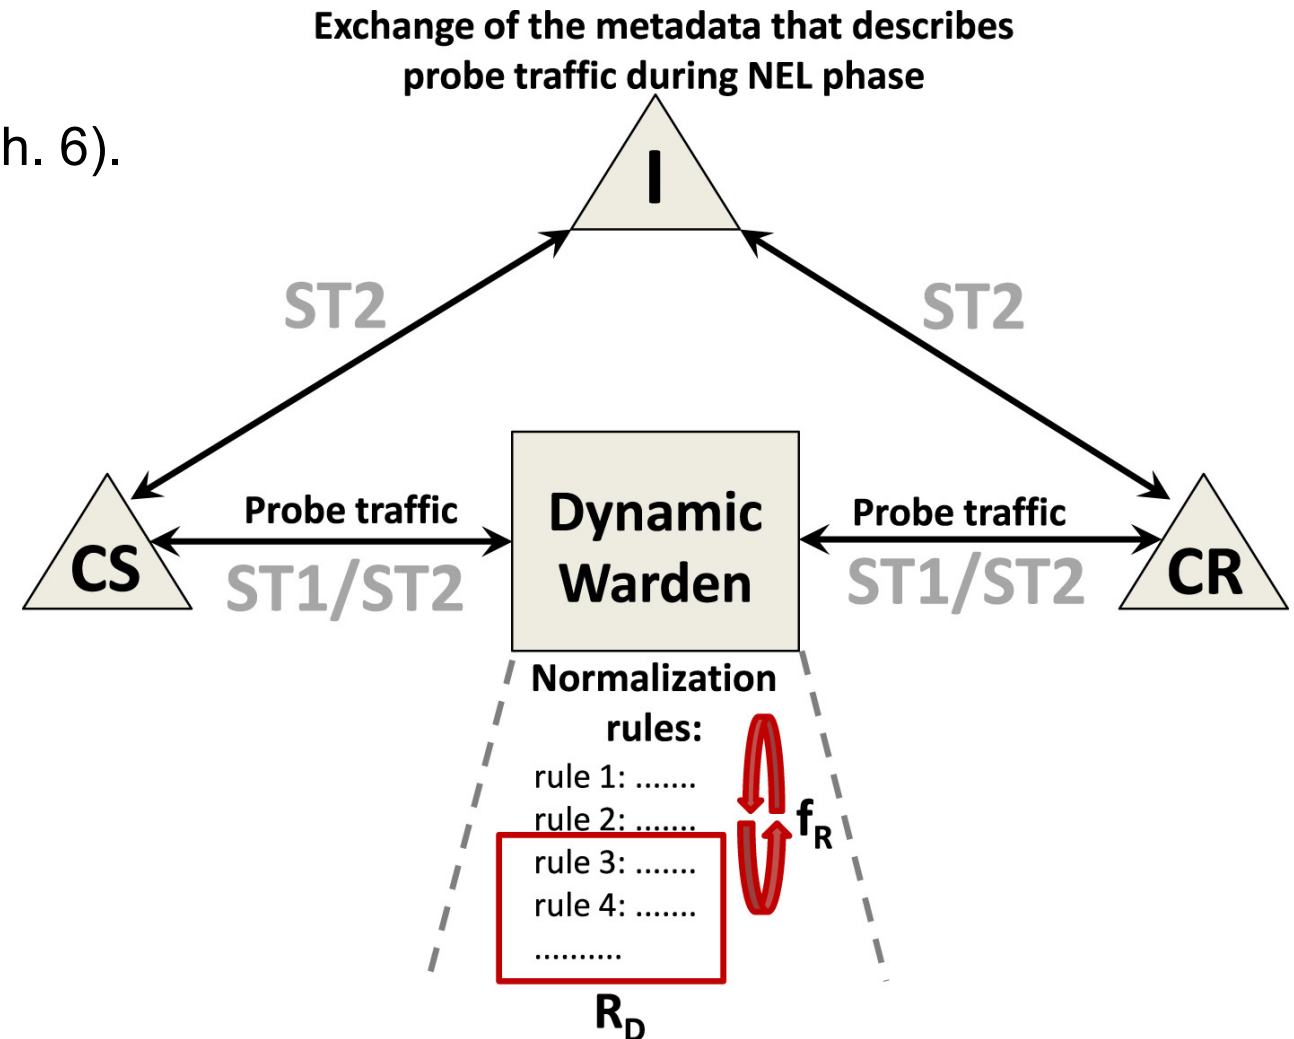 Exchange of the metadata that describes
probe traffic during NEL phase
h. 6).
I
ST2
ST2
Probe traffic
Dynamic
Warden
Probe traffic
CS
ST1/ST2
ST1/ST2
CR
Normalization
rules:
rule 1: .......
rule 2: .......
rule 3: .......
rule 4: .......
..........
fR
RD